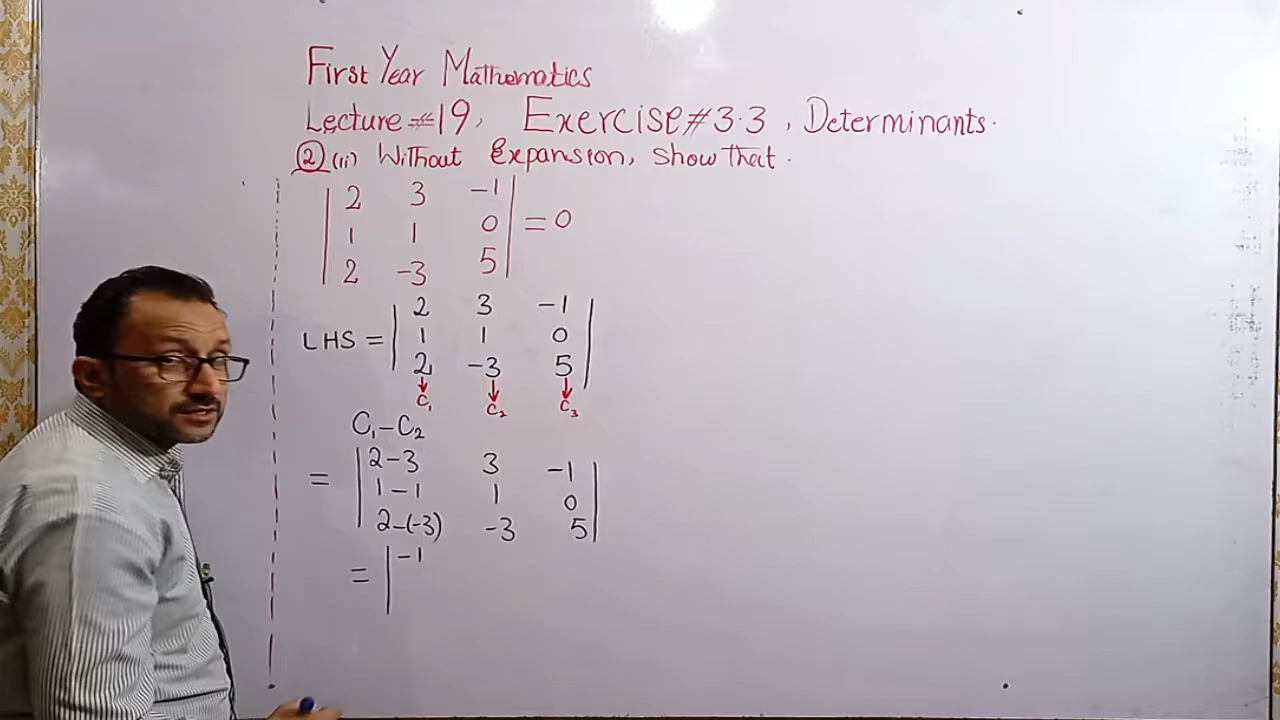 First Year Mathematics
Lecture #19, Exercise #3.3, Determinants.
② (ii) Without Expansion, show that.
| 2 3 -1 |
| 1 1 0 | = 0
| 2 -3 5 |
| 2 3 -1 |
LHS = | 1 1 0 |
| 2 -3 5 |
C₁ C₂ C₃
C₁-C₂
| 2-3 3 -1 |
= | 1-1 1 0 |
| 2-(-3) -3 5 |
= | -1